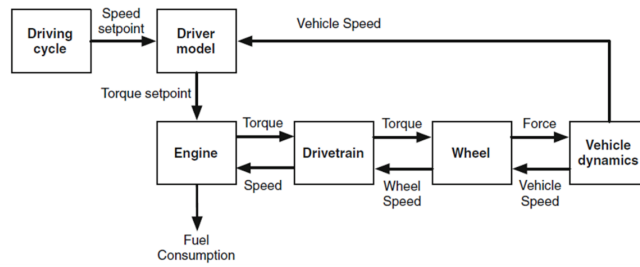 Speed
setpoint
Vehicle Speed
Driving
cycle
Driver
model
Torque setpoint
Torque
Torque
Force
Engine
Drivetrain
Wheel
Vehicle
dynamics
Speed
Wheel
Speed
Vehicle
Speed
Fuel
Consumption